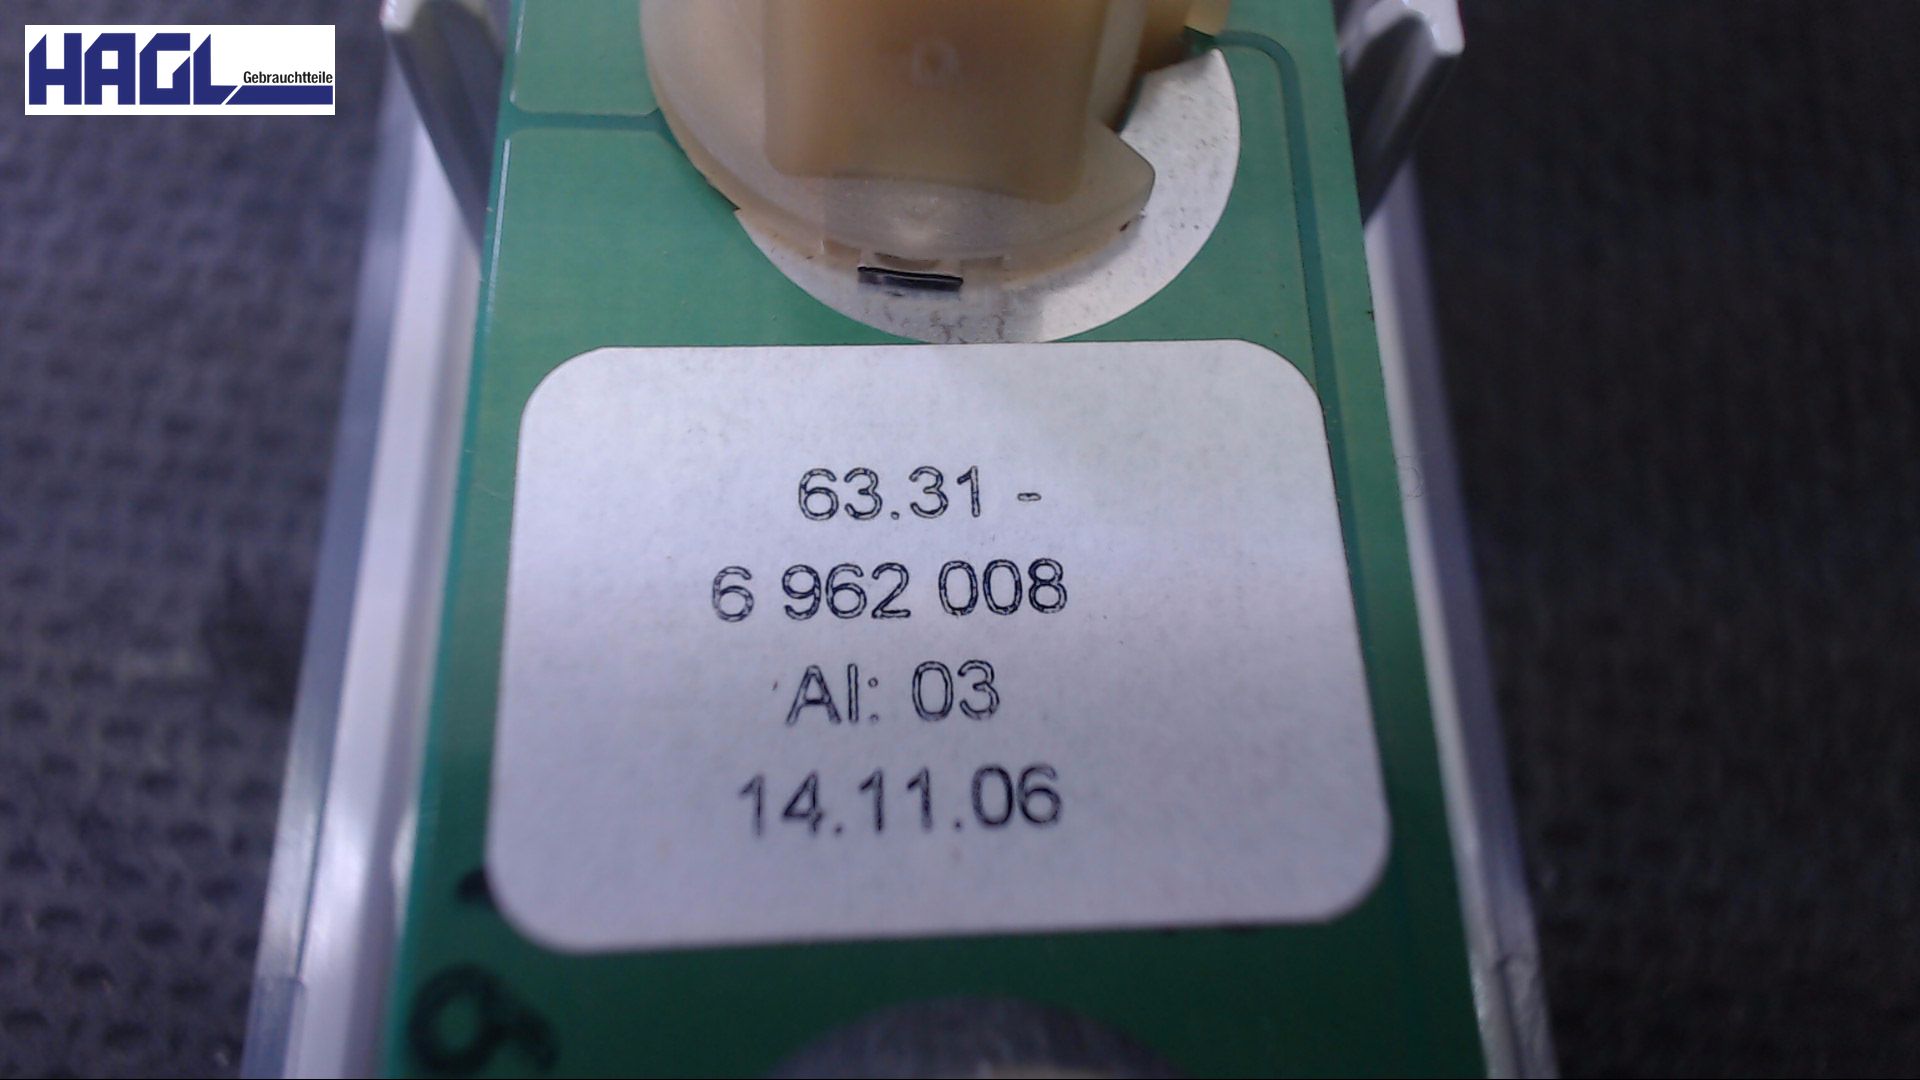 HAGL
Gebrauchtteile
63.31 -
6 962 008
AI: 03
14.11.06